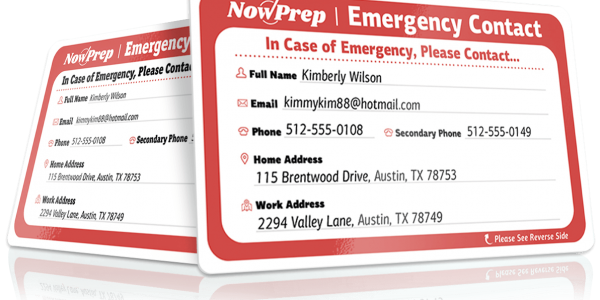 NowPrep | Emergency
In Case of Emergency, Please Conta
Full Name Kimberly Wilson
Email kimmykim88@hotmail.com
Phone 512-555-0108 Secondary Phone 5
Home Address
115 Brentwood Drive, Austin, TX 78753
Work Address
2294 Valley Lane, Austin, TX 78749
NowPrep | Emergency Contact
In Case of Emergency, Please Contact...
Full Name Kimberly Wilson
Email kimmykim88@hotmail.com
Phone 512-555-0108 Secondary Phone 512-555-0149
Home Address
115 Brentwood Drive, Austin, TX 78753
Work Address
2294 Valley Lane, Austin, TX 78749
Please See Reverse Side